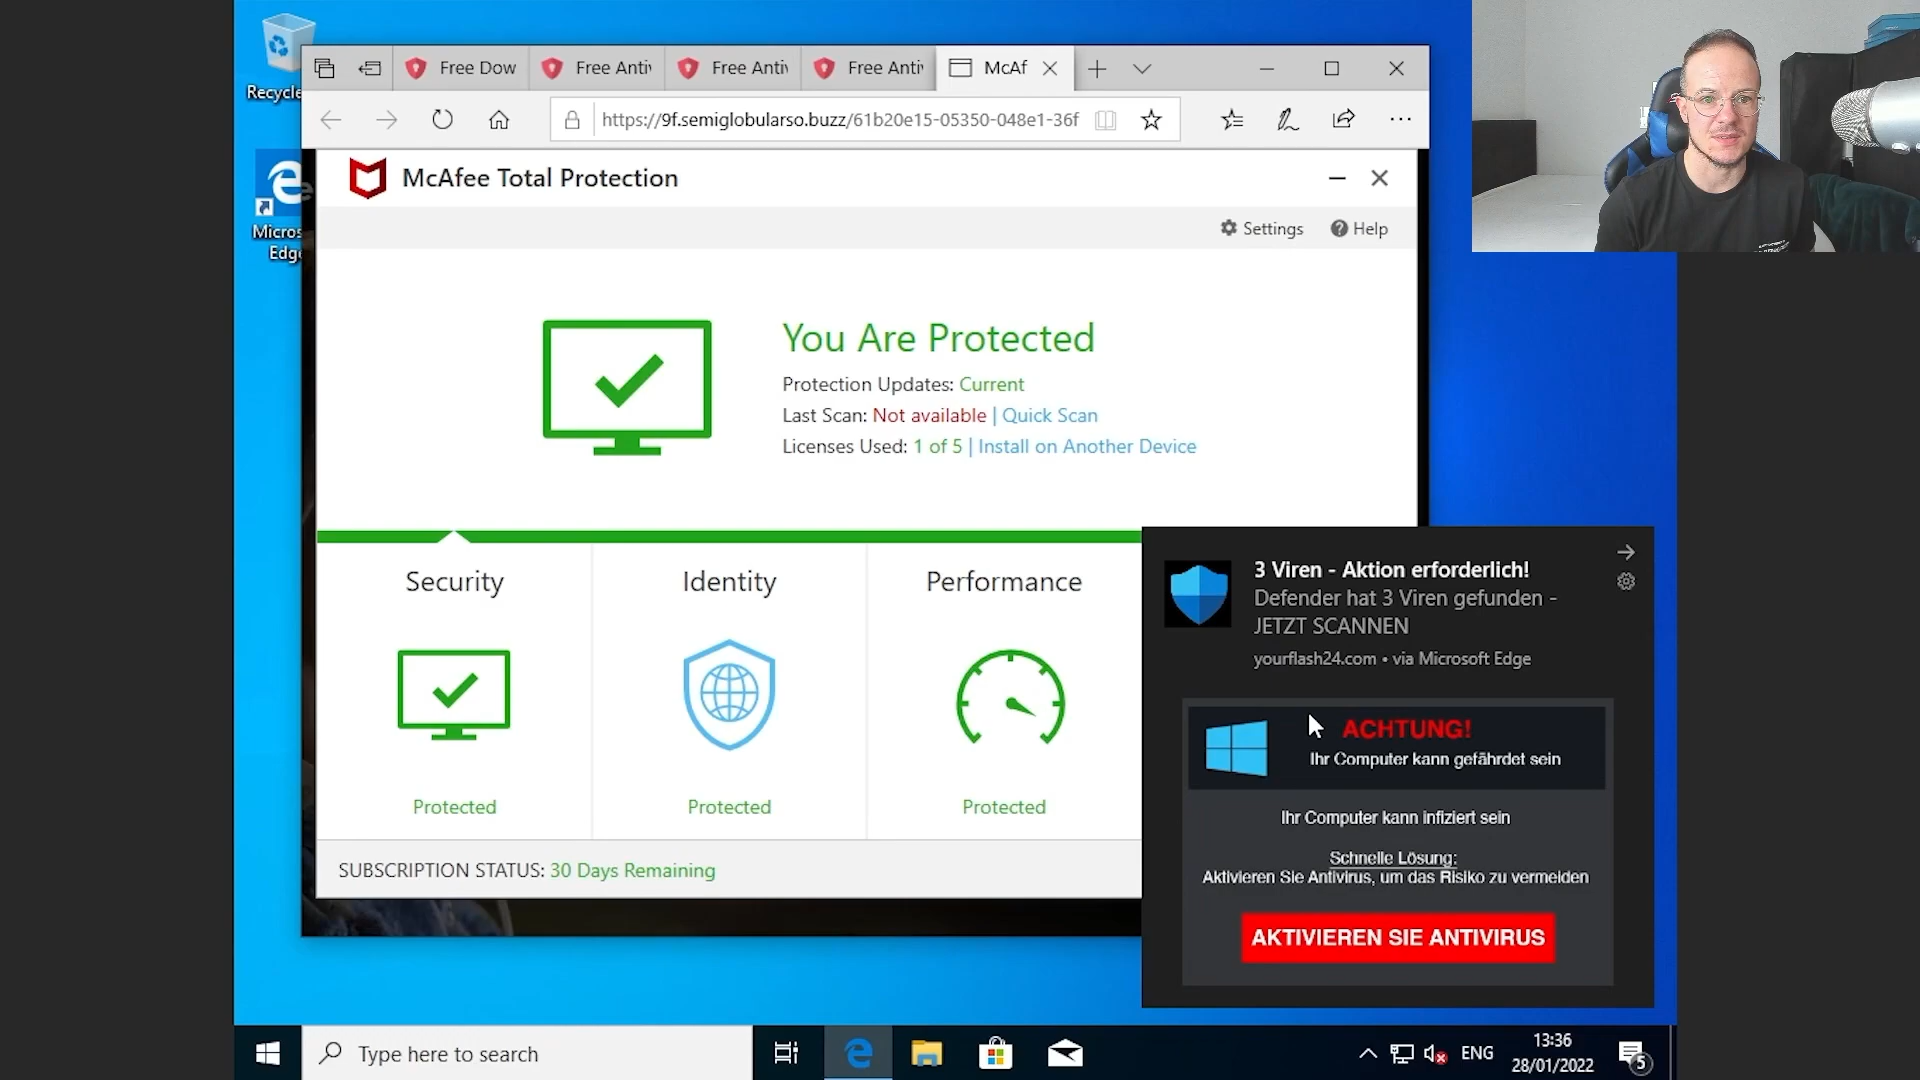 Recycle
Micros
Edge
Free Dow
Free Anti
Free Anti
Free Anti
McAf
https://9f.semiglobularso.buzz/61b20e15-05350-048e1-36f
McAfee Total Protection
Settings
Help
You Are Protected
Protection Updates: Current
Last Scan: Not available | Quick Scan
Licenses Used: 1 of 5 | Install on Another Device
Security
Identity
Performance
Protected
Protected
Protected
SUBSCRIPTION STATUS: 30 Days Remaining
3 Viren - Aktion erforderlich!
Defender hat 3 Viren gefunden -
JETZT SCANNEN
yourflash24.com • via Microsoft Edge
ACHTUNG!
Ihr Computer kann gefährdet sein
Ihr Computer kann infiziert sein
Schnelle Lösung:
Aktivieren Sie Antivirus, um das Risiko zu vermeiden
AKTIVIEREN SIE ANTIVIRUS
Type here to search
ENG
13:36
28/01/2022
5